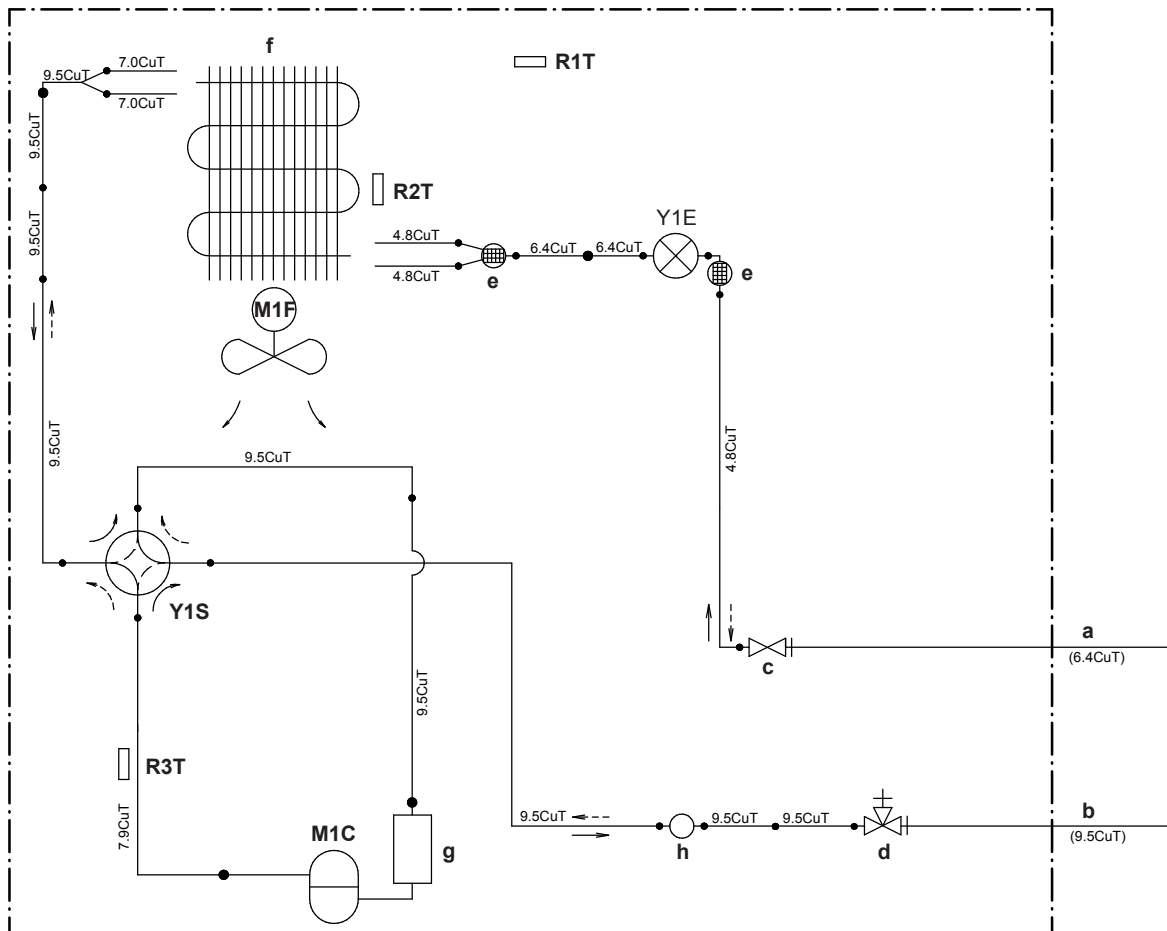 f
R1T
7.0CuT
9.5CuT
7.0CuT
9.5CuT
R2T
Y1E
9.5CuT
4.8CuT
6.4CuT
6.4CuT
4.8CuT
e
e
M1F
9.5CuT
4.8CuT
9.5CuT
Y1S
a
(6.4CuT)
c
9.5CuT
R3T
7.9CuT
M1C
g
9.5CuT
9.5CuT
9.5CuT
h
d
b
(9.5CuT)